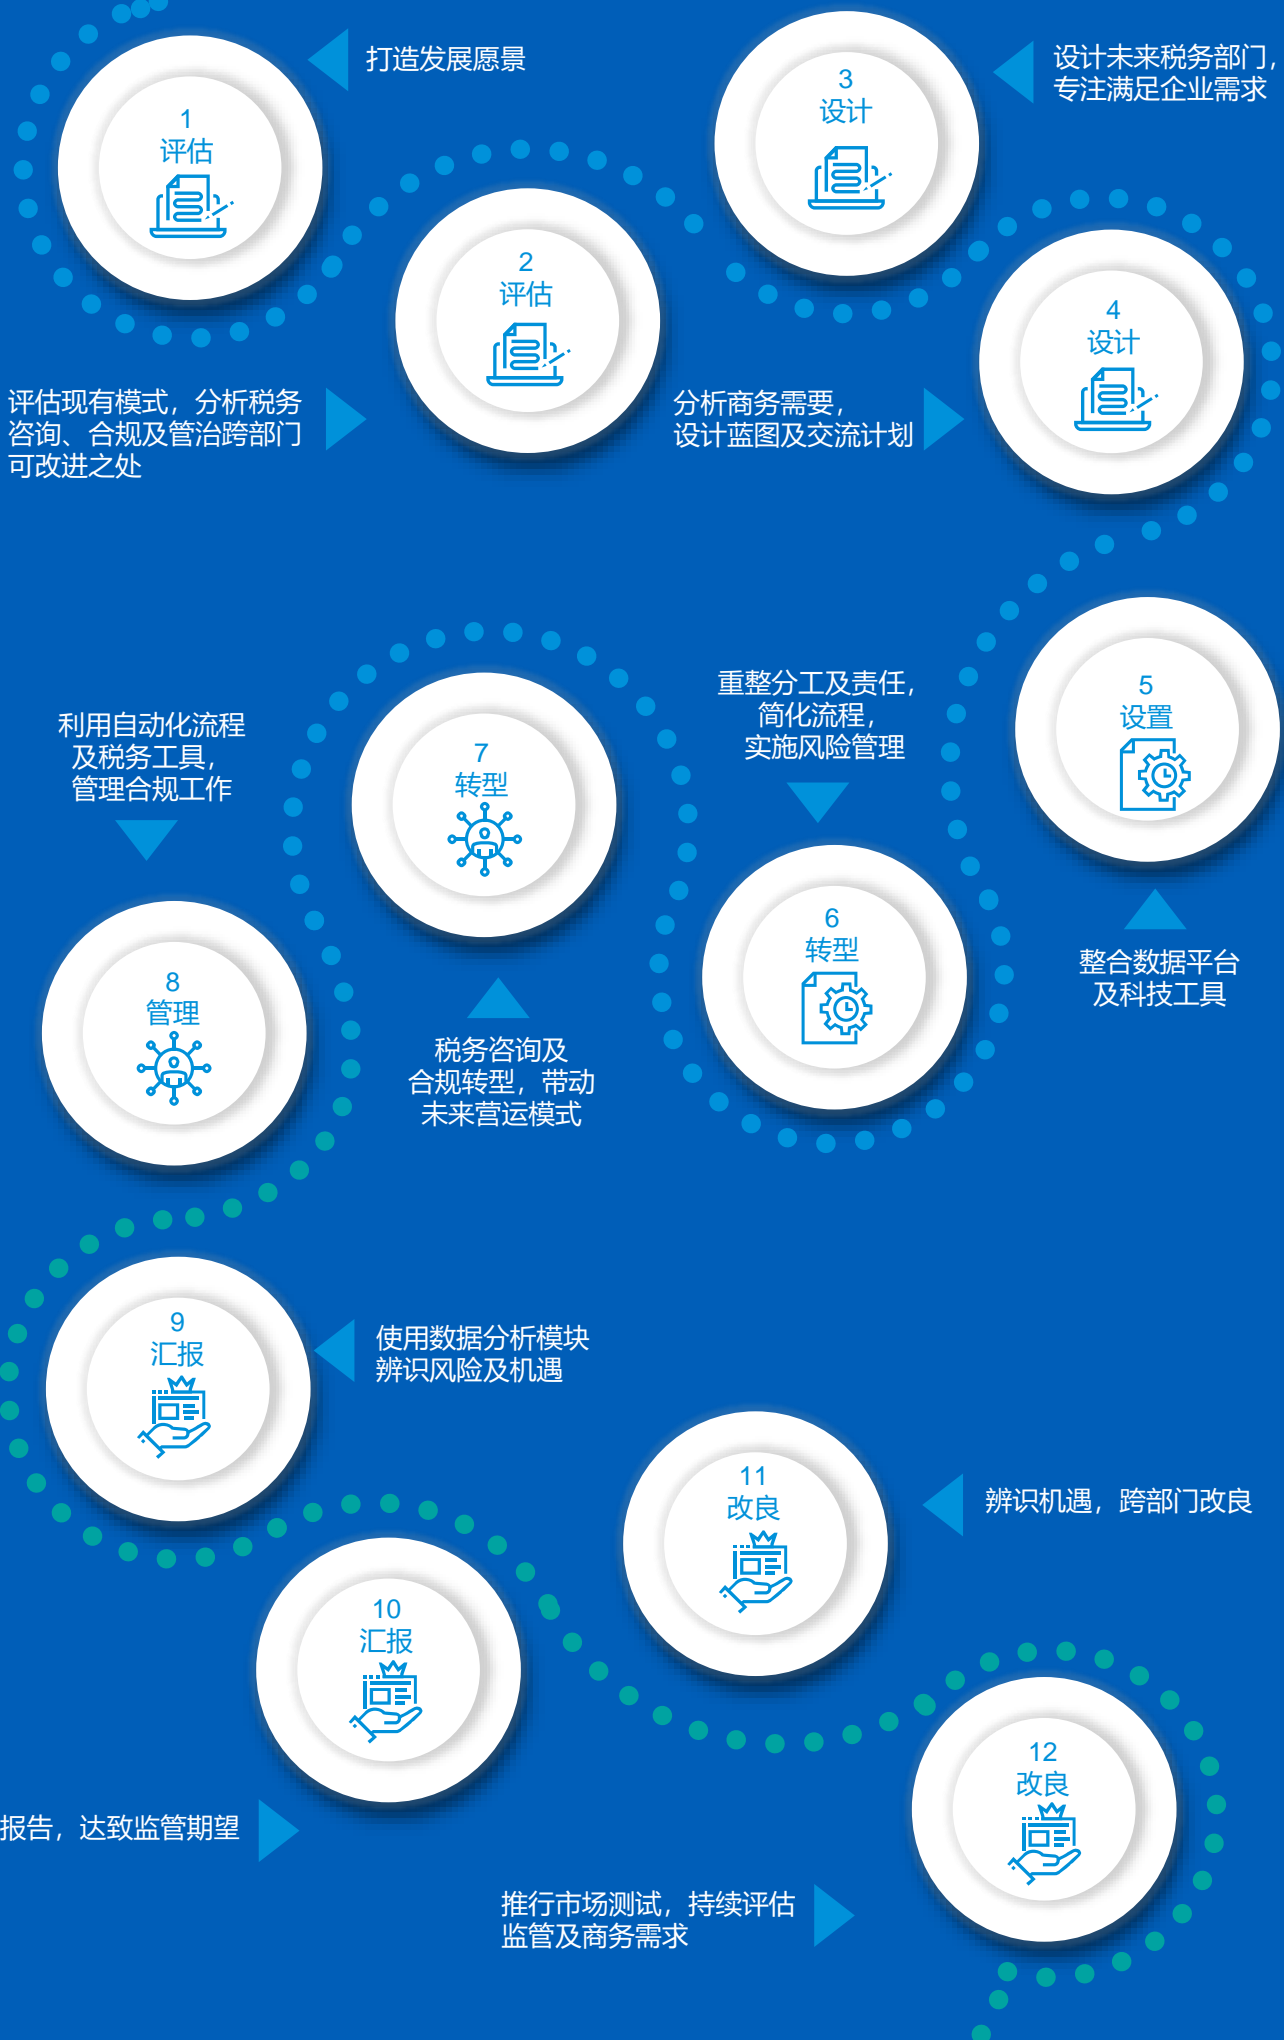 1
评估
打造发展愿景
2
评估
评估现有模式，分析税务
咨询、合规及管治跨部门
可改进之处
3
设计
设计未来税务部门，
专注满足企业需求
4
设计
分析商务需要，
设计蓝图及交流计划
5
设置
整合数据平台
及科技工具
6
转型
重整分工及责任，
简化流程，
实施风险管理
7
转型
税务咨询及
合规转型，带动
未来营运模式
8
管理
利用自动化流程
及税务工具，
管理合规工作
9
汇报
使用数据分析模块
辨识风险及机遇
10
汇报
报告，达致监管期望
11
改良
辨识机遇，跨部门改良
12
改良
推行市场测试，持续评估
监管及商务需求